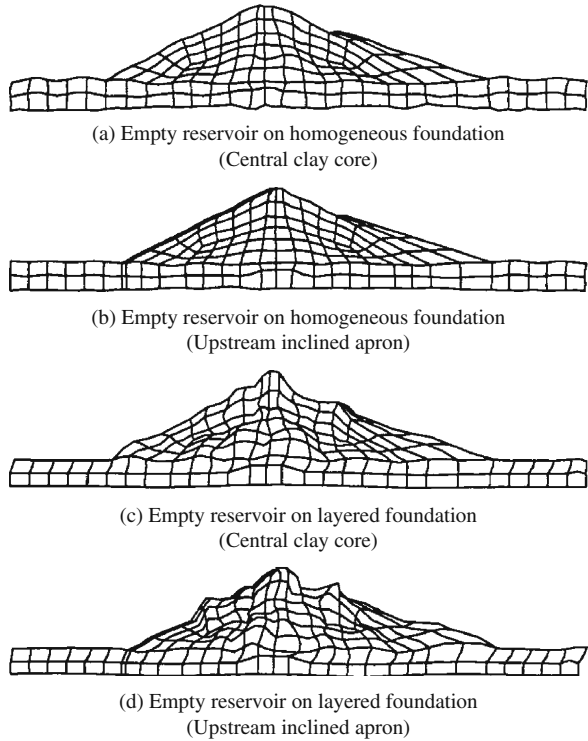 (a) Empty reservoir on homogeneous foundation
(Central clay core)
(b) Empty reservoir on homogeneous foundation
(Upstream inclined apron)
(c) Empty reservoir on layered foundation
(Central clay core)
(d) Empty reservoir on layered foundation
(Upstream inclined apron)